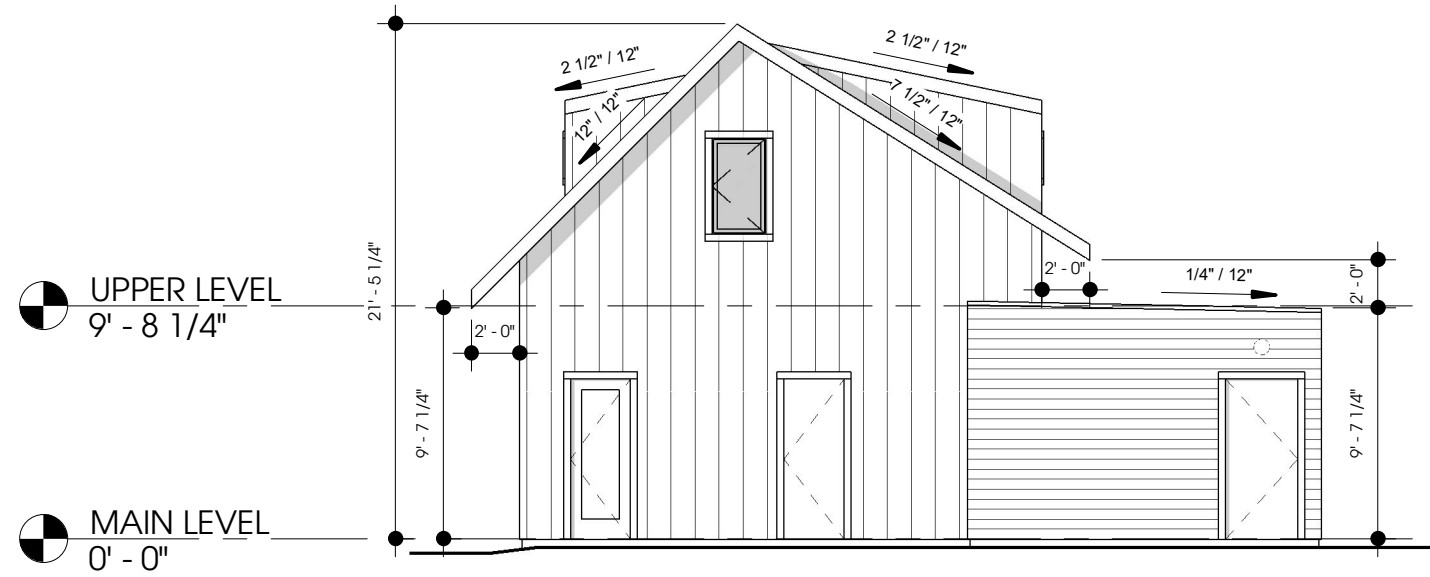 2 1/2" / 12"
2 1/2" / 12"
12" / 12"
7 1/2" / 12"
21' - 5 1/4"
2' - 0"
2' - 0"
1/4" / 12"
UPPER LEVEL
9' - 8 1/4"
2' - 0"
9' - 7 1/4"
9' - 7 1/4"
MAIN LEVEL
0' - 0"